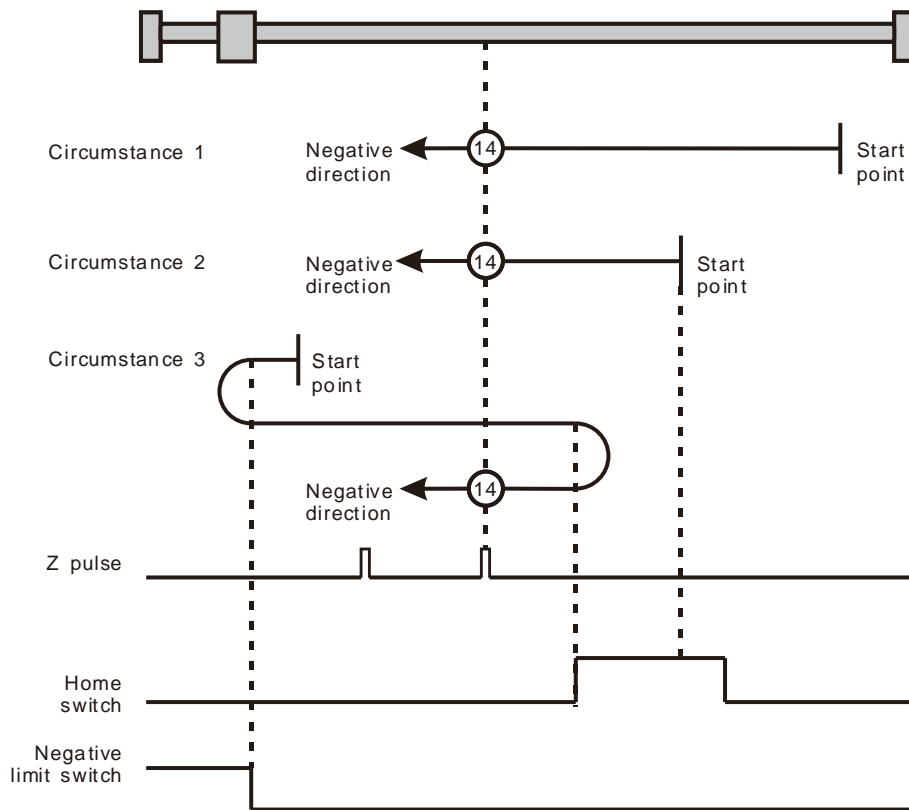 Circumstance 1
Negative
direction
14
Start
point
Circumstance 2
Negative
direction
14
Start
point
Circumstance 3
Start
point
Negative
direction
14
Z pulse
Home
switch
Negative
limit switch